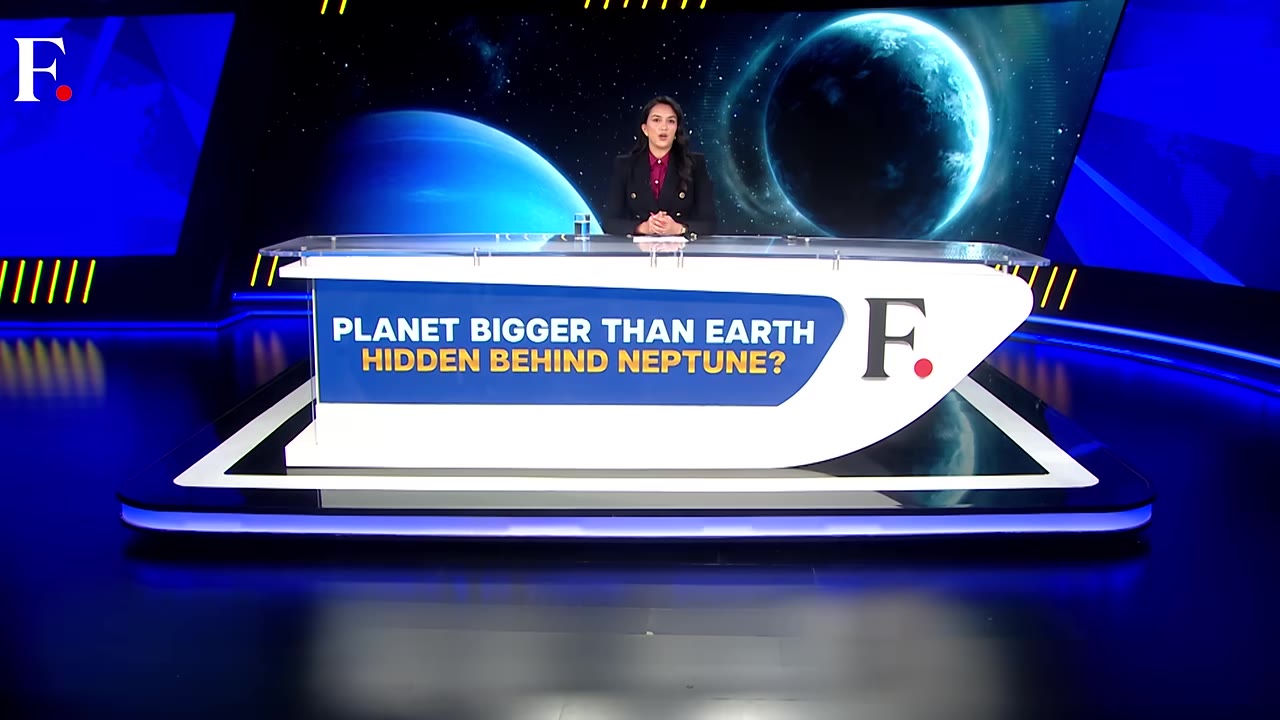 F.
PLANET BIGGER THAN EARTH
HIDDEN BEHIND NEPTUNE?
F.